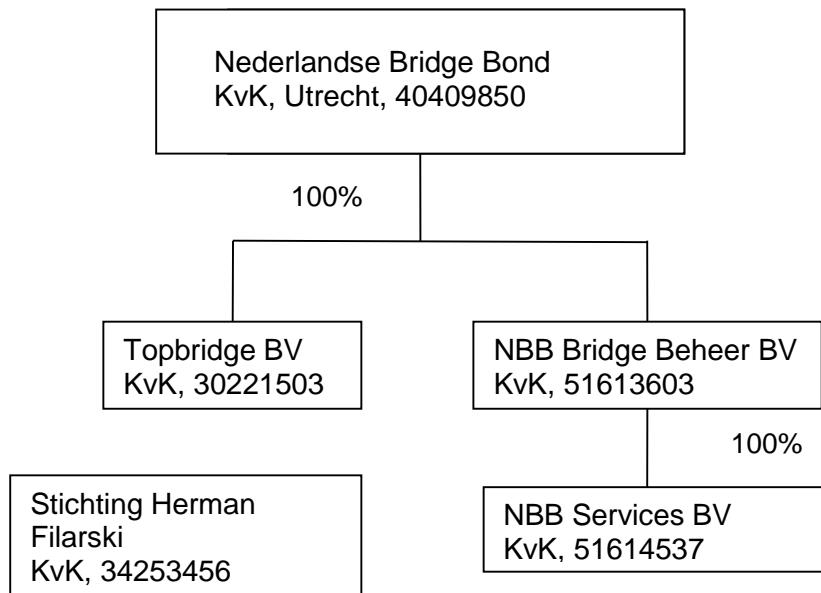 Nederlandse Bridge Bond
KvK, Utrecht, 40409850
100%
Topbridge BV
KvK, 30221503
NBB Bridge Beheer BV
KvK, 51613603
100%
Stichting Herman
Filarski
KvK, 34253456
NBB Services BV
KvK, 51614537